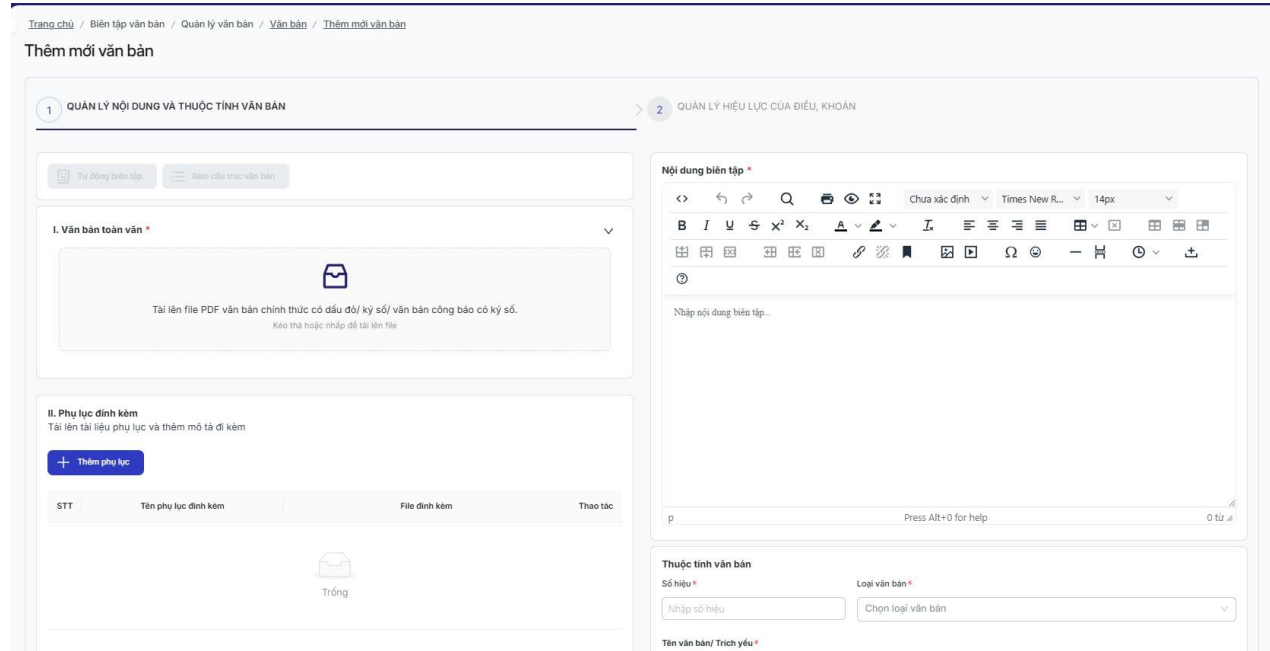 Trang chủ / Biên tập văn bản / Quản lý văn bản / Văn bản / Thêm mới văn bản
Thêm mới văn bản
1 QUẢN LÝ NỘI DUNG VÀ THUỘC TÍNH VĂN BẢN
2 QUẢN LÝ HIỆU LỰC CỦA ĐIỀU, KHOẢN
Tự động biên tập
Xem cấu trúc văn bản
I. Văn bản toàn văn *
Tải lên file PDF văn bản chính thức có dấu đỏ/ ký số/ văn bản công báo có ký số.
Kéo thả hoặc nhấp để tải lên file
II. Phụ lục đính kèm
Tải lên tài liệu phụ lục và thêm mô tả đi kèm
Thêm phụ lục
STT Tên phụ lục đính kèm File đính kèm Thao tác
Trống
Nội dung biên tập *
Chưa xác định Times New R... 14px
Nhập nội dung biên tập...
p Press Alt+0 for help 0 từ
Thuộc tính văn bản
Số hiệu * Loại văn bản *
Nhập số hiệu Chọn loại văn bản
Tên văn bản/ Trích yếu *